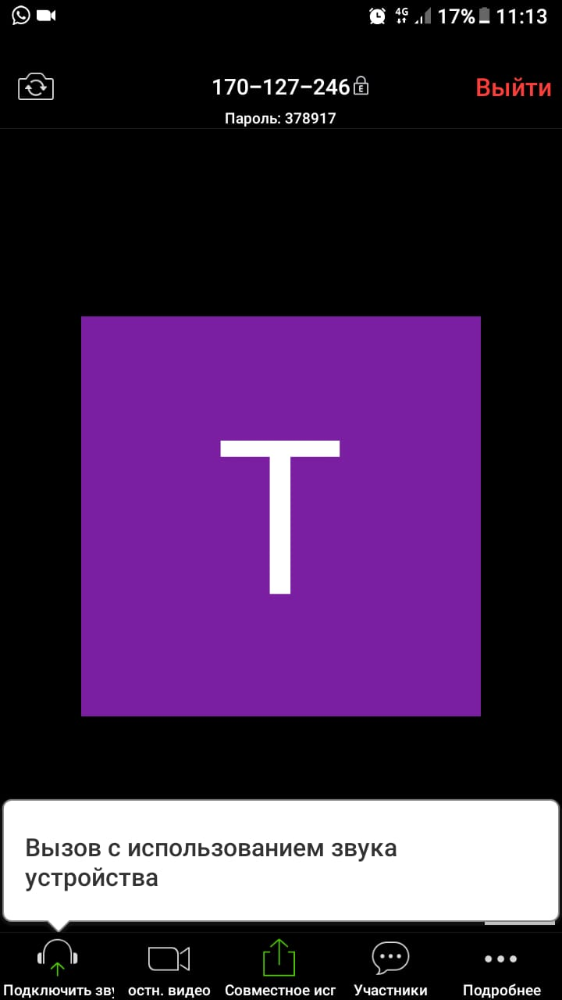 4G 17% 11:13
170–127–246 E Выйти
Пароль: 378917
T
Вызов с использованием звука
устройства
Подключить зву остн. видео Совместное исг Участники Подробнее